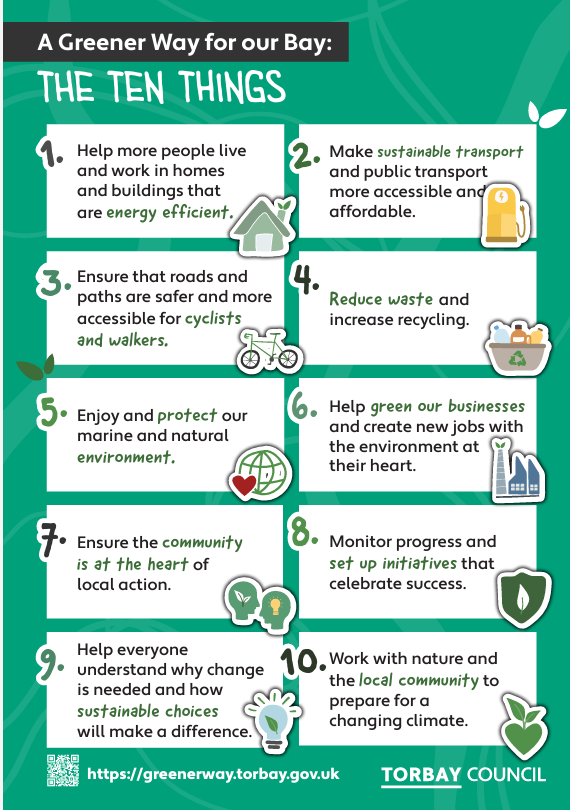 A Greener Way for our Bay:
THE TEN THINGS
1. Help more people live
and work in homes
and buildings that
are energy efficient.
2. Make sustainable transport
and public transport
more accessible and
affordable.
3. Ensure that roads and
paths are safer and more
accessible for cyclists
and walkers.
4. Reduce waste and
increase recycling.
5. Enjoy and protect our
marine and natural
environment.
6. Help green our businesses
and create new jobs with
the environment at
their heart.
7. Ensure the community
is at the heart of
local action.
8. Monitor progress and
set up initiatives that
celebrate success.
9. Help everyone
understand why change
is needed and how
sustainable choices
will make a difference.
10. Work with nature and
the local community to
prepare for a
changing climate.
https://greenerway.torbay.gov.uk
TORBAY COUNCIL